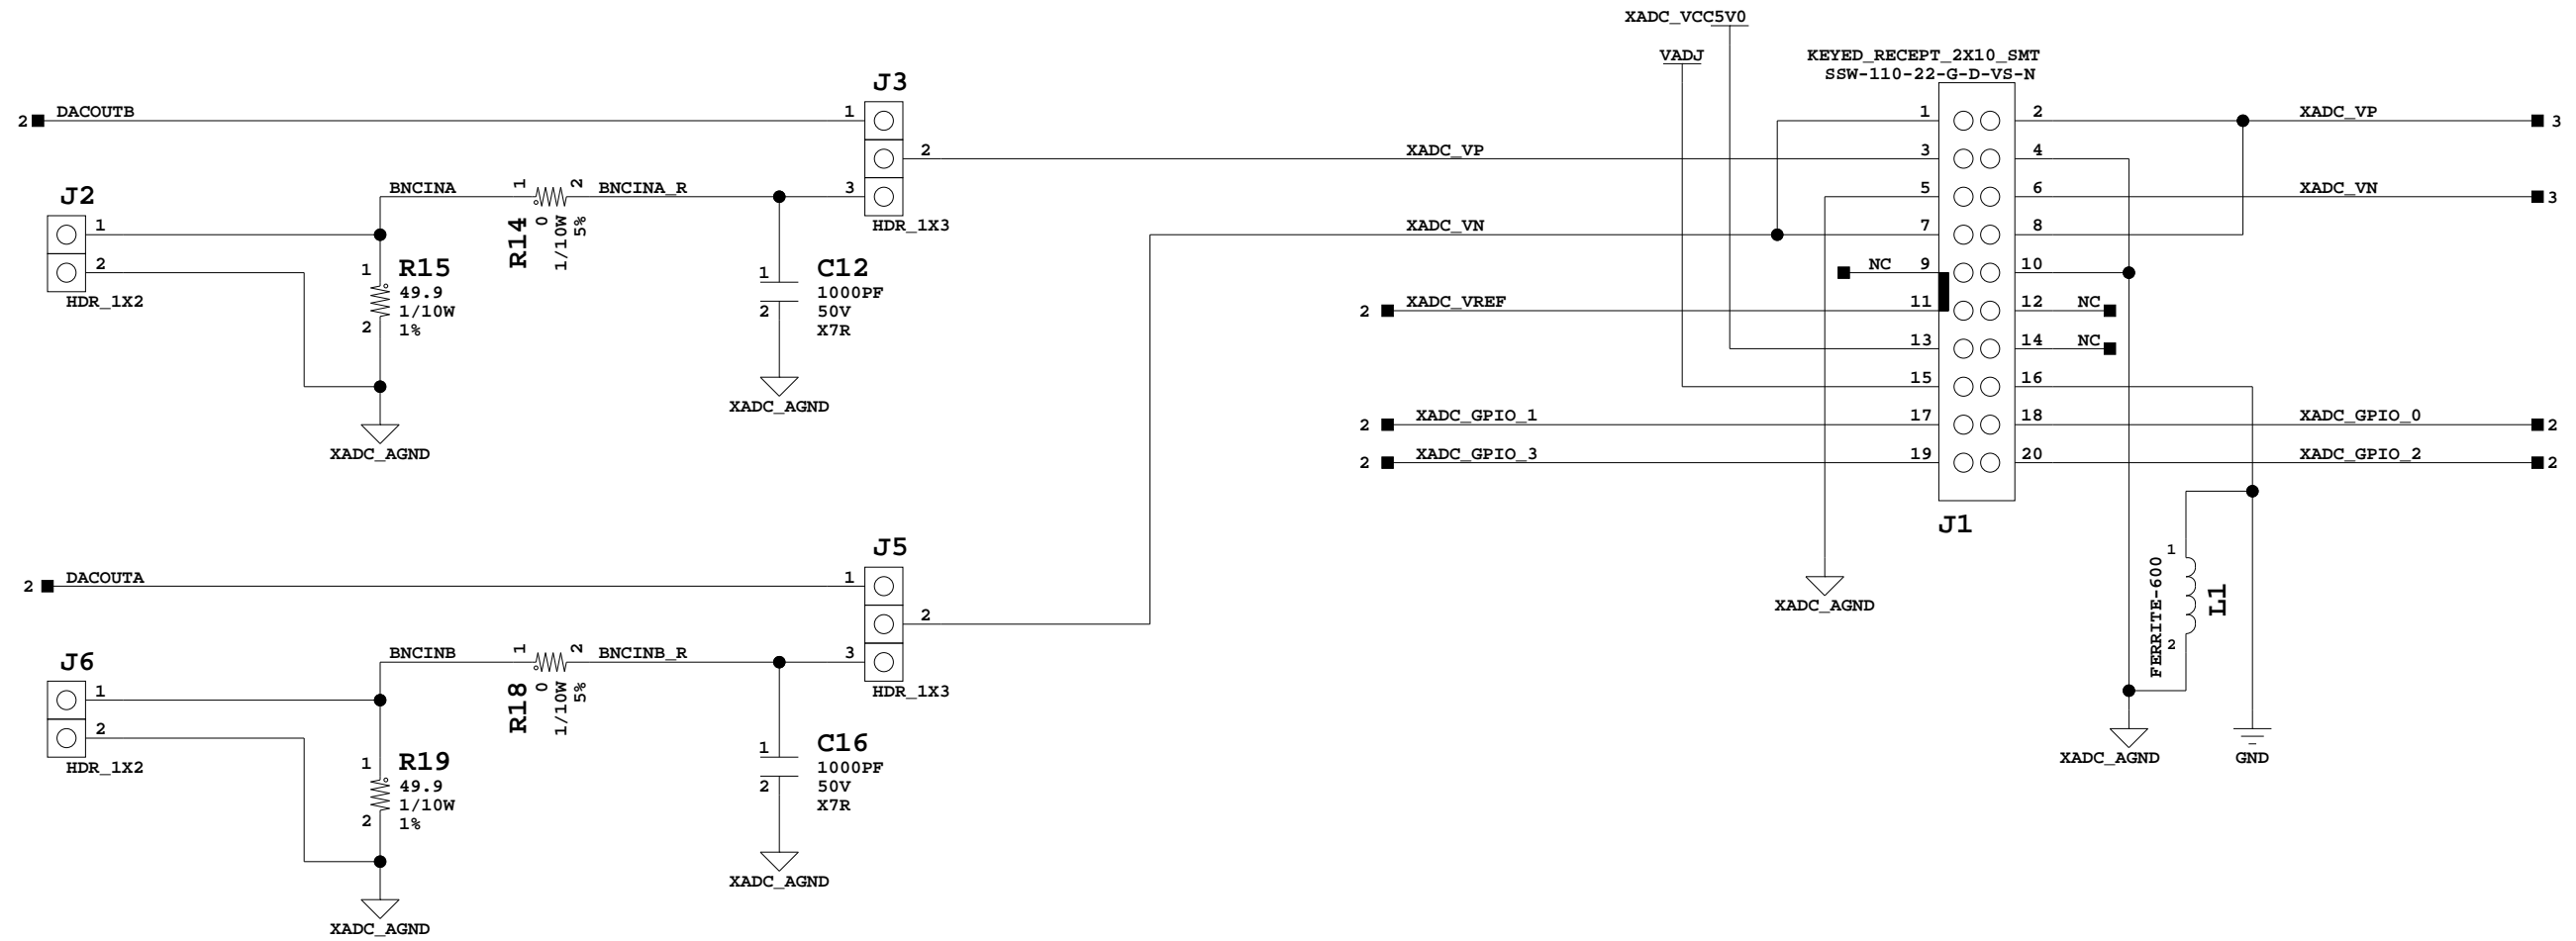 XADC_VCC5V0
VADJ
KEYED_RECEPT_2X10_SMT
SSW-110-22-G-D-VS-N
J3
2 DACOUTB 1
2 XADC_VP 3
HDR_1X3
J2
1
2
HDR_1X2
BNCINA 1 2 BNCINA_R 3
R14
0
1/10W
5%
1 R15
49.9
1/10W
2 1%
XADC_AGND
1 C12
1000PF
2 50V
X7R
XADC_AGND
1 2 XADC_VP 3
4
5 6 XADC_VN 3
XADC_VN 7 8
NC 9 10
2 XADC_VREF 11 12 NC
13 14 NC
15 16
2 XADC_GPIO_1 17 18 XADC_GPIO_0 2
2 XADC_GPIO_3 19 20 XADC_GPIO_2 2
J1
XADC_AGND
FERRITE-600
1
2
L1
XADC_AGND
GND
J5
2 DACOUTA 1
2
HDR_1X3
J6
1
2
HDR_1X2
BNCINB 1 2 BNCINB_R 3
R18
0
1/10W
5%
1 R19
49.9
1/10W
2 1%
XADC_AGND
1 C16
1000PF
2 50V
X7R
XADC_AGND